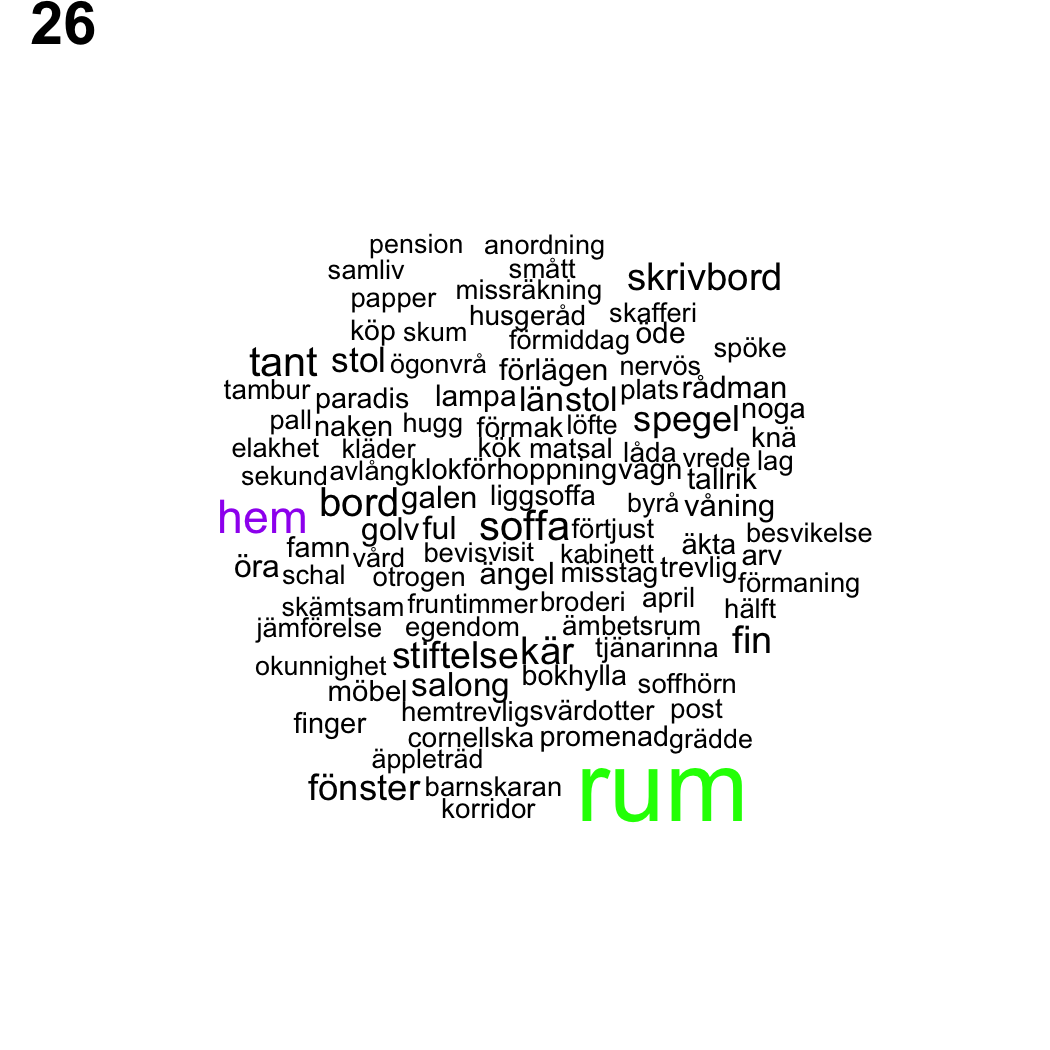 26
pension anordning
samliv smått skrivbord
papper missräkning
husgeråd skafferi
köp skum förmiddag öde
spöke
tant stol ögonvrå förlägen nervös
tambur paradis lampa länstol plats rådman
pall naken hugg förmak löfte spegel noga
elakhet kläder kök matsal låda vrede knä
sekund avlång klok förhoppning vagn tallrik lag
hem bord galen liggsoffa byrå våning
golv ful soffa förtjust besvikelse
famn vård bevis visit kabinett äkta arv
öra schal otrogen ängel misstag trevlig förmaning
skämtsam fruntimmer broderi april hälft
jämförelse egendom ämbetsrum fin
okunnighet stiftelse kär tjänarinna
möbel salong bokhylla soffhörn
finger hemtrevlig svärdotter post
cornellska promenad grädde
äppleträd
fönster barnskaran rum
korridor